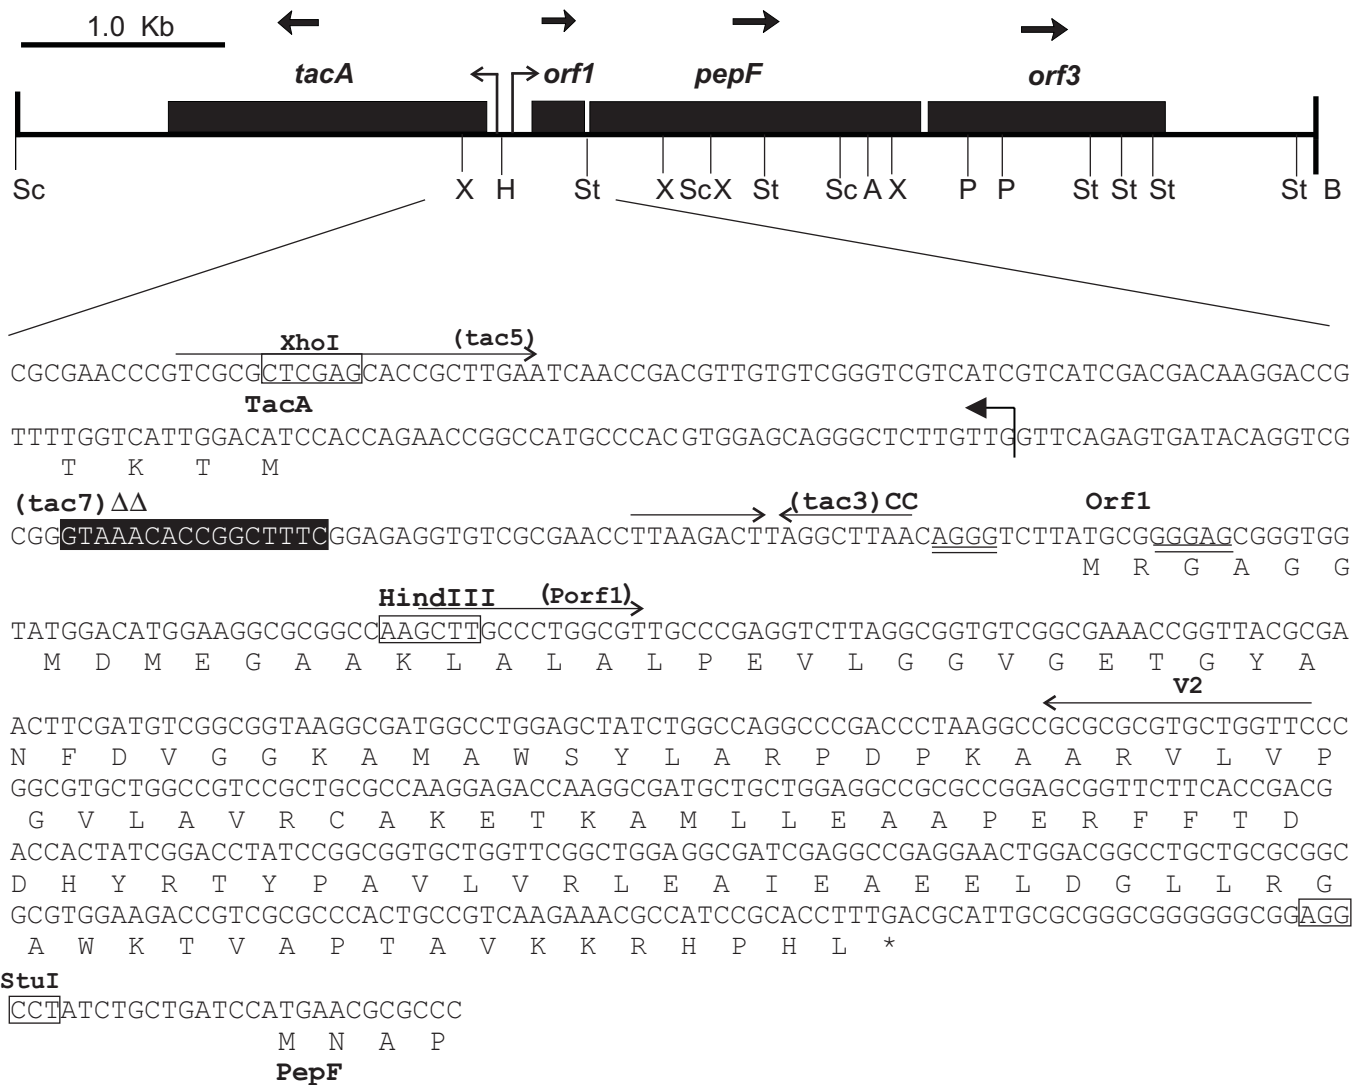 1.0 Kb
tacA orf1 pepF orf3
Sc X H St X Sc X St Sc A X P P St St St St B
XhoI (tac5)
CGCGAACCCGTCGCGCTCGAGCACCGCTTGAATCAACCGACGTTGTGTCGGGTCGTCATCGTCATCGACGACAAGGACCG
TacA
TTTTGGTCATTGGACATCCACCAGAACCGGCCATGCCCACGTGGAGCAGGGCTCTTGTTGGTTCAGAGTGATACAGGTCG
T K T M
(tac7)ΔΔ (tac3)CC Orf1
CGGGTAAACACCGGCTTTCGGAGAGGTGTCGCGAACCTTAAGACTTAGGCTTAACAGGGTCTTATGCGGGGAGCGGGTGG
M R G A G G
HindIII (Porf1)
TATGGACATGGAAGGCGCGGCCAAGCTTGCCCTGGCGTTGCCCGAGGTCTTAGGCGGTGTCGGCGAAACCGGTTACGCGA
M D M E G A A K L A L A L P E V L G G V G E T G Y A
V2
ACTTCGATGTCGGCGGTAAGGCGATGGCCTGGAGCTATCTGGCCAGGCCCGACCCTAAGGCCGCGCGCGTGCTGGTTCCC
N F D V G G K A M A W S Y L A R P D P K A A R V L V P
GGCGTGCTGGCCGTCCGCTGCGCCAAGGAGACCAAGGCGATGCTGCTGGAGGCCGCGCCGGAGCGGTTCTTCACCGACG
G V L A V R C A K E T K A M L L E A A P E R F F T D
ACCACTATCGGACCTATCCGGCGGTGCTGGTTCGGCTGGAGGCGATCGAGGCCGAGGAACTGGACGGCCTGCTGCGCGGC
D H Y R T Y P A V L V R L E A I E A E E L D G L L R G
GCGTGGAAGACCGTCGCGCCCACTGCCGTCAAGAAACGCCATCCGCACCTTTGACGCATTGCGCGGGCGGGGGGCGGAGG
A W K T V A P T A V K K R H P H L *
StuI
CCTATCTGCTGATCCATGAACGCGCCC
M N A P
PepF